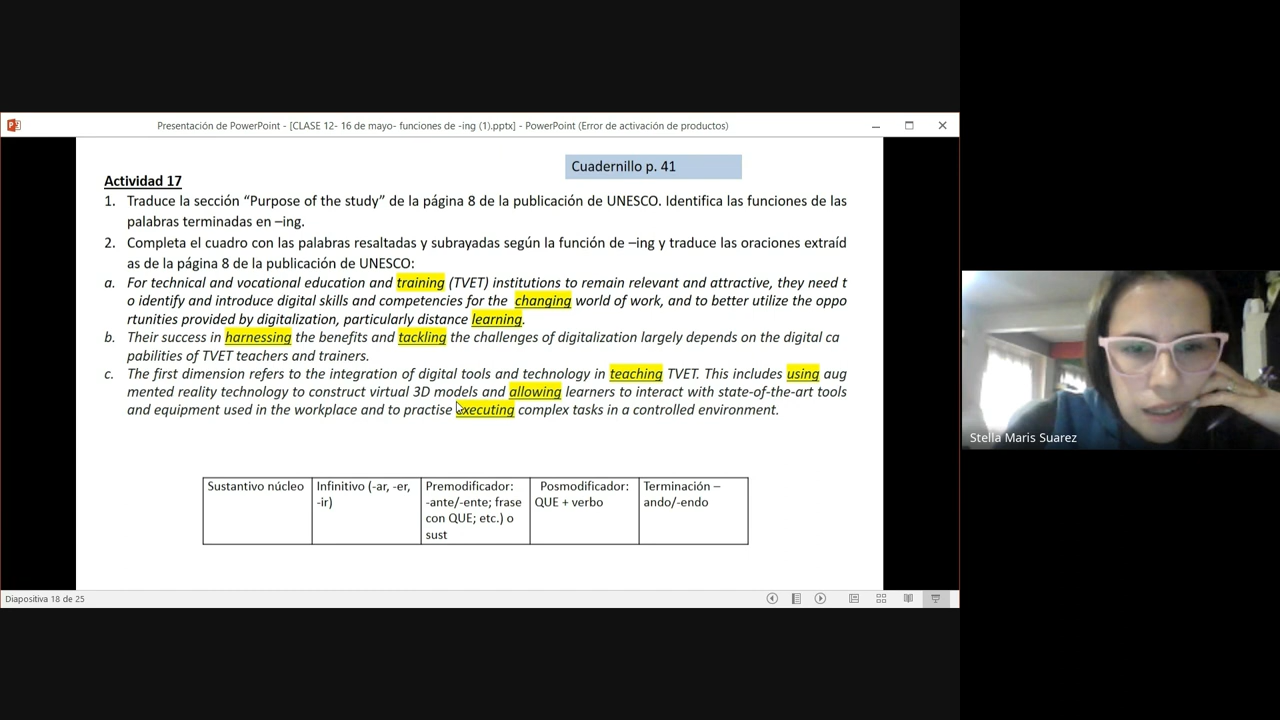 Presentación de PowerPoint - [CLASE 12- 16 de mayo- funciones de -ing (1).pptx] - PowerPoint (Error de activación de productos)
Cuadernillo p. 41
Actividad 17
1. Traduce la sección “Purpose of the study” de la página 8 de la publicación de UNESCO. Identifica las funciones de las
palabras terminadas en –ing.
2. Completa el cuadro con las palabras resaltadas y subrayadas según la función de –ing y traduce las oraciones extraíd
as de la página 8 de la publicación de UNESCO:
a. For technical and vocational education and training (TVET) institutions to remain relevant and attractive, they need t
o identify and introduce digital skills and competencies for the changing world of work, and to better utilize the oppo
rtunities provided by digitalization, particularly distance learning.
b. Their success in harnessing the benefits and tackling the challenges of digitalization largely depends on the digital ca
pabilities of TVET teachers and trainers.
c. The first dimension refers to the integration of digital tools and technology in teaching TVET. This includes using aug
mented reality technology to construct virtual 3D models and allowing learners to interact with state-of-the-art tools
and equipment used in the workplace and to practise executing complex tasks in a controlled environment.
Sustantivo núcleo
Infinitivo (-ar, -er,
-ir)
Premodificador:
-ante/-ente; frase
con QUE; etc.) o
sust
Posmodificador:
QUE + verbo
Terminación –
ando/-endo
Diapositiva 18 de 25
Stella Maris Suarez